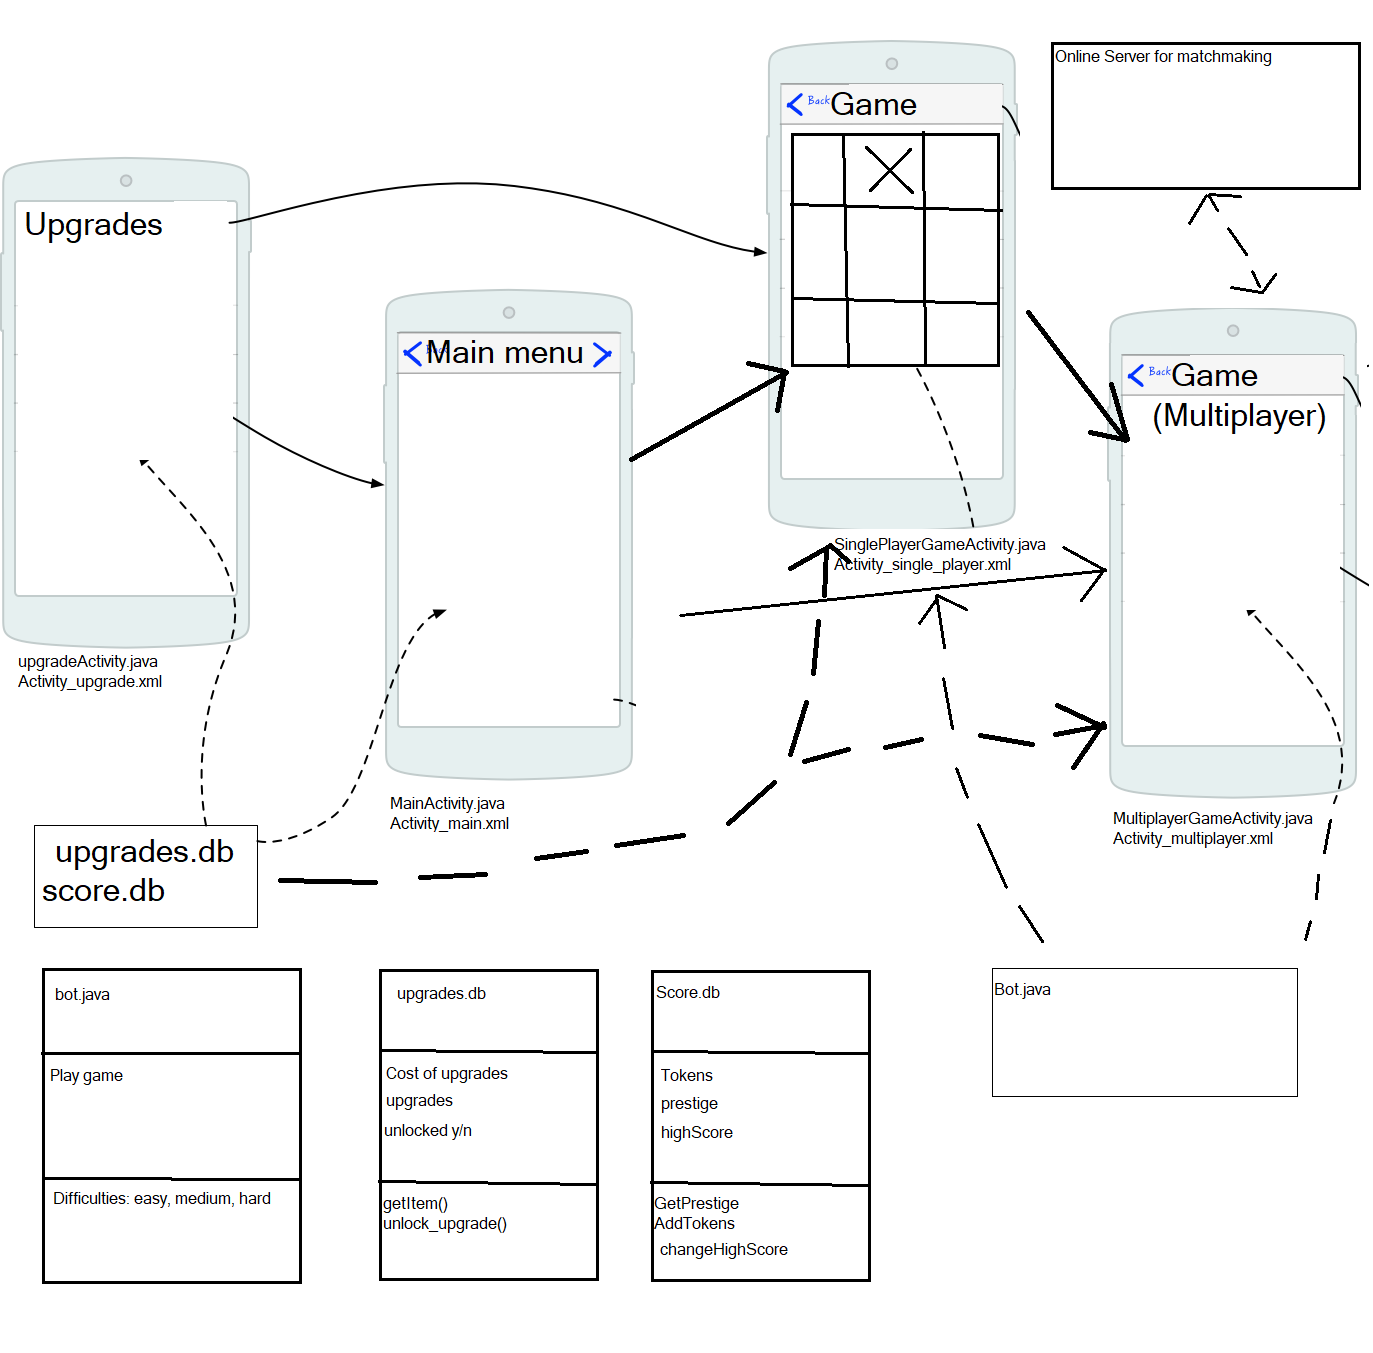 Online Server for matchmaking
Back Game
Upgrades
Back Main menu
Back Game
(Multiplayer)
SinglePlayerGameActivity.java
Activity_single_player.xml
upgradeActivity.java
Activity_upgrade.xml
MainActivity.java
Activity_main.xml
MultiplayerGameActivity.java
Activity_multiplayer.xml
upgrades.db
score.db
bot.java
Play game
Difficulties: easy, medium, hard
upgrades.db
Cost of upgrades
upgrades
unlocked y/n
getItem()
unlock_upgrade()
Score.db
Tokens
prestige
highScore
GetPrestige
AddTokens
changeHighScore
Bot.java